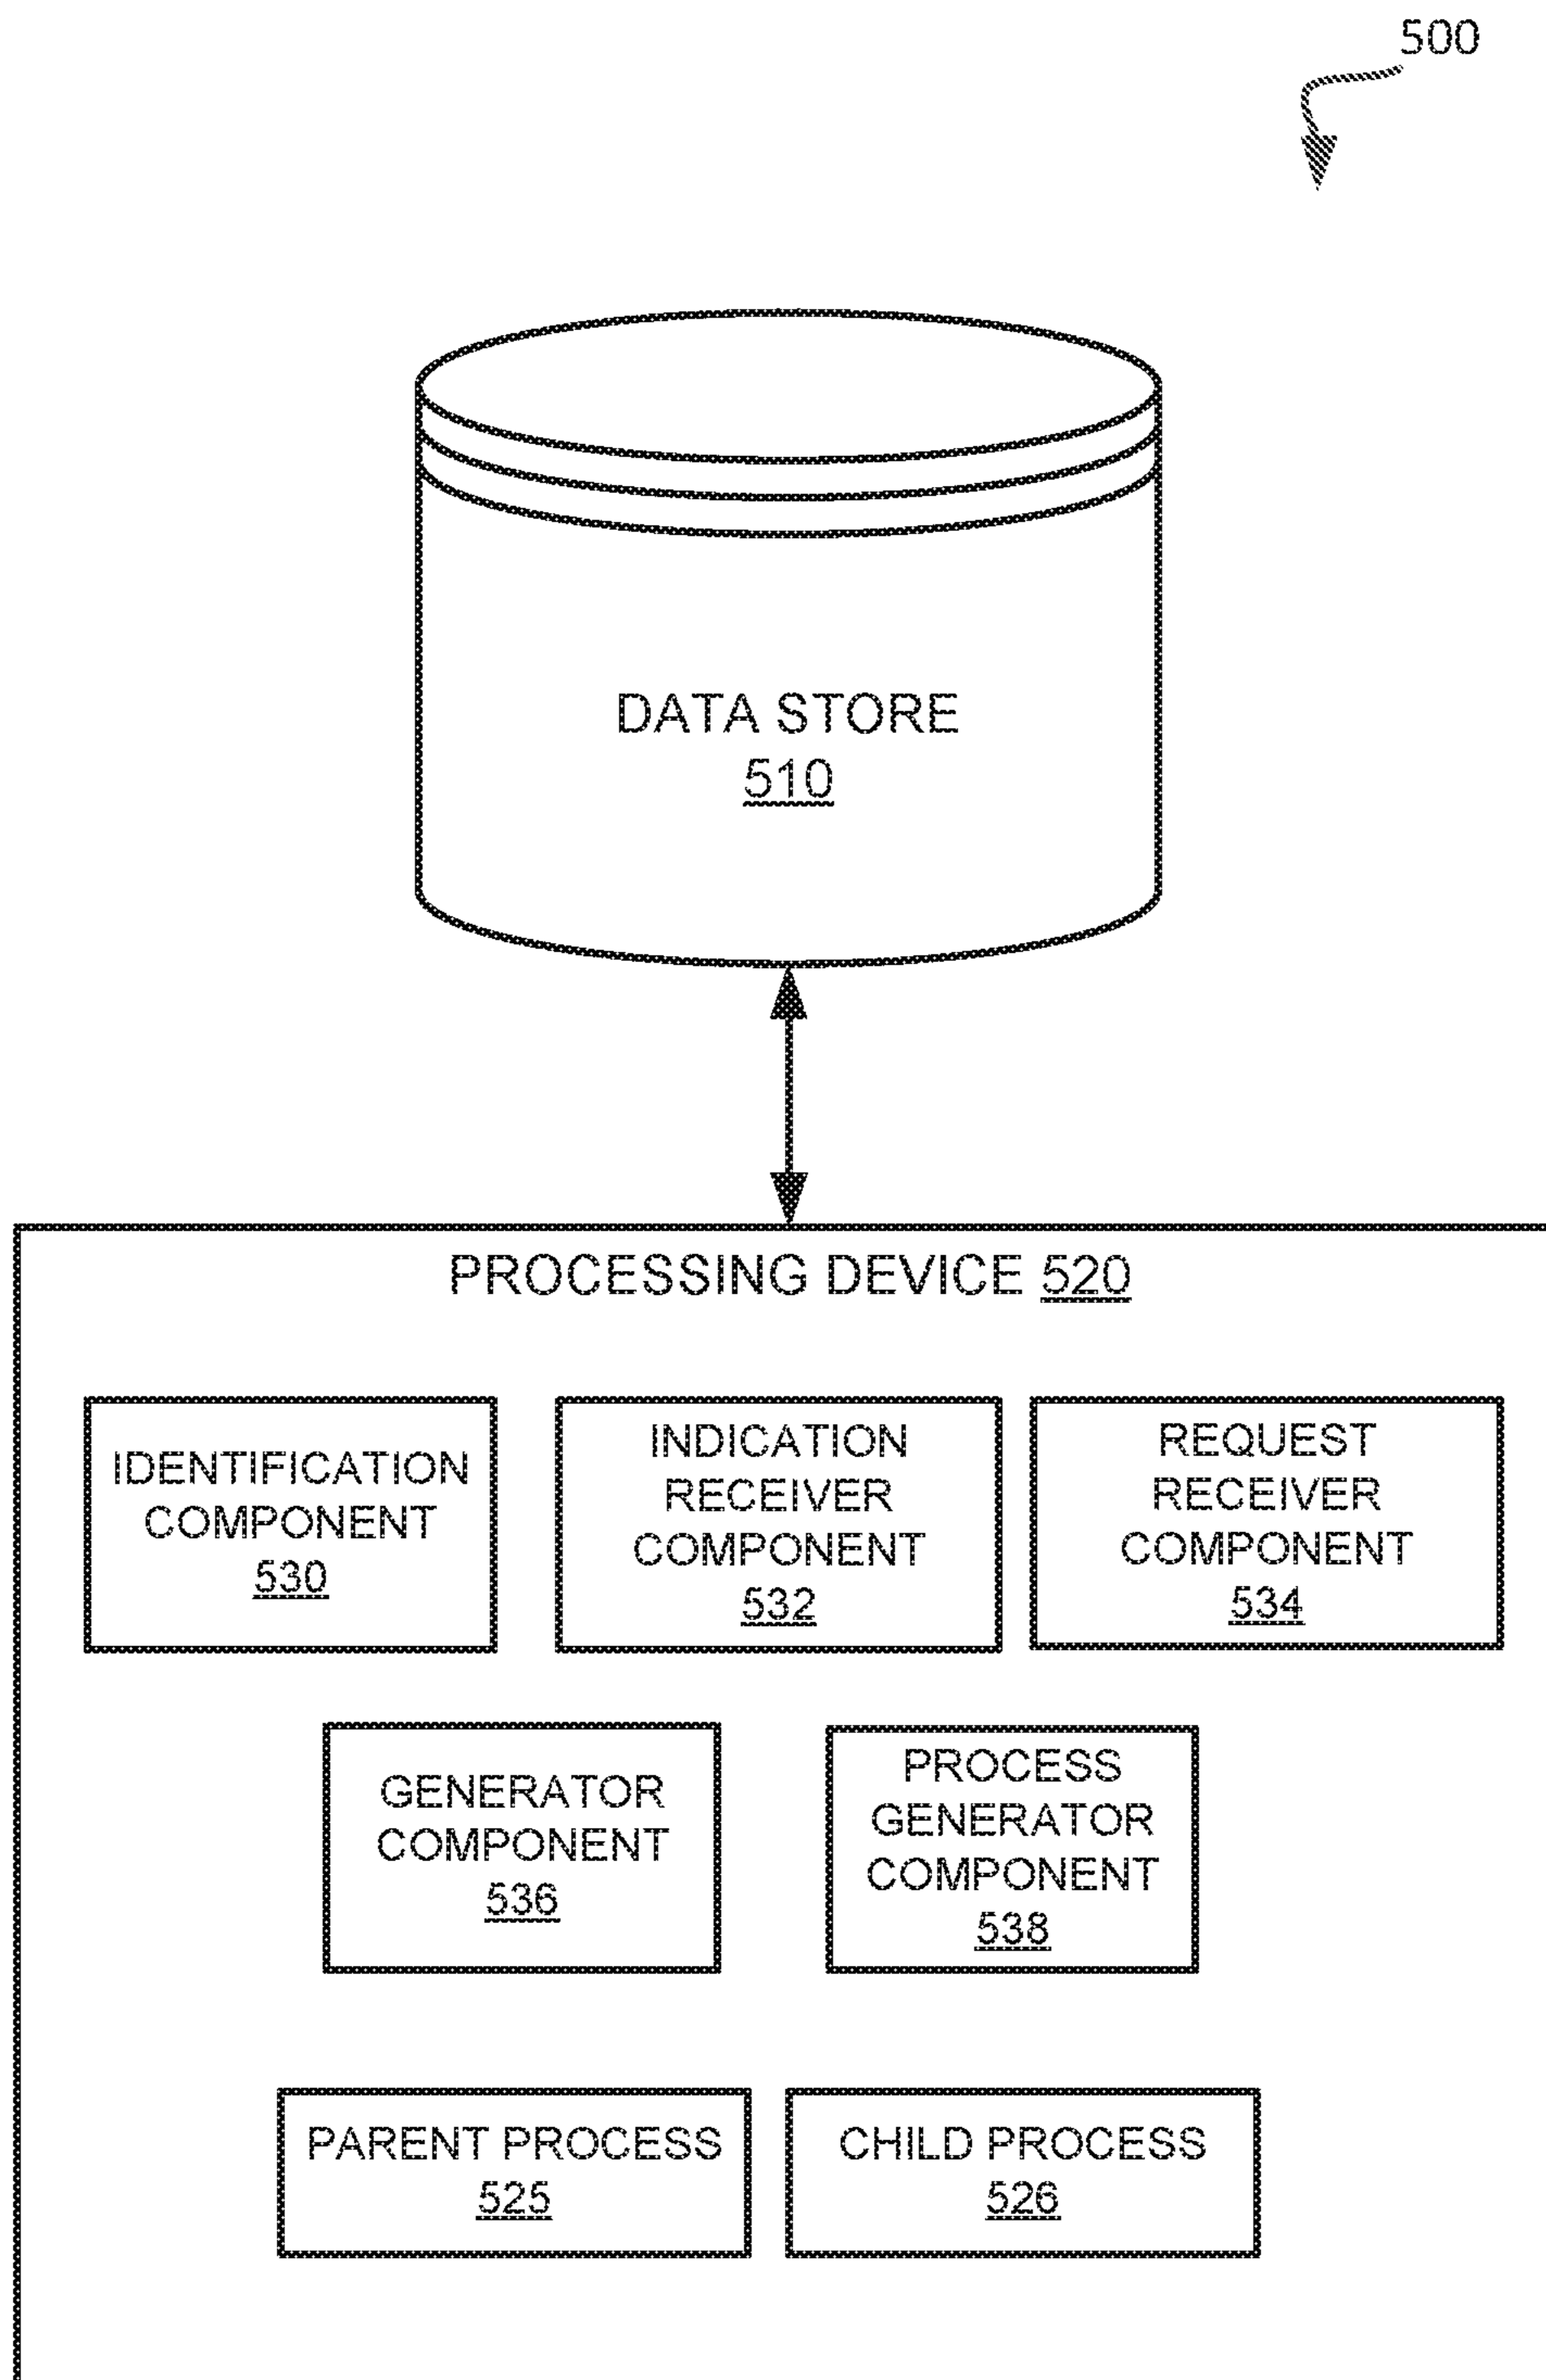 500
DATA STORE
510
PROCESSING DEVICE 520
IDENTIFICATION
COMPONENT
530
INDICATION
RECEIVER
COMPONENT
532
REQUEST
RECEIVER
COMPONENT
534
GENERATOR
COMPONENT
536
PROCESS
GENERATOR
COMPONENT
538
PARENT PROCESS
525
CHILD PROCESS
526